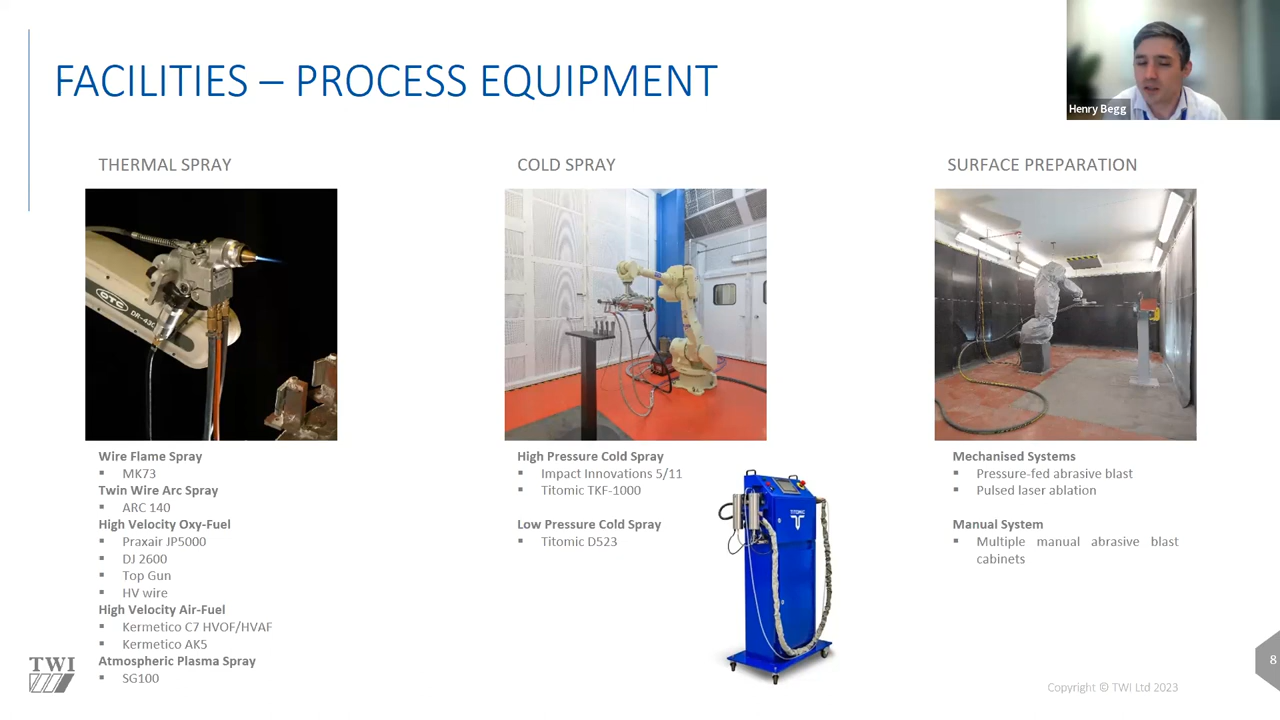 FACILITIES – PROCESS EQUIPMENT
Henry Begg
THERMAL SPRAY
OTC
DR-430
Wire Flame Spray
▪ MK73
Twin Wire Arc Spray
▪ ARC 140
High Velocity Oxy-Fuel
▪ Praxair JP5000
▪ DJ 2600
▪ Top Gun
▪ HV wire
High Velocity Air-Fuel
▪ Kermetico C7 HVOF/HVAF
▪ Kermetico AK5
Atmospheric Plasma Spray
▪ SG100
COLD SPRAY
High Pressure Cold Spray
▪ Impact Innovations 5/11
▪ Titomic TKF-1000
Low Pressure Cold Spray
▪ Titomic D523
TITOMIC
SURFACE PREPARATION
Mechanised Systems
▪ Pressure-fed abrasive blast
▪ Pulsed laser ablation
Manual System
▪ Multiple manual abrasive blast
cabinets
TWI
Copyright © TWI Ltd 2023
8